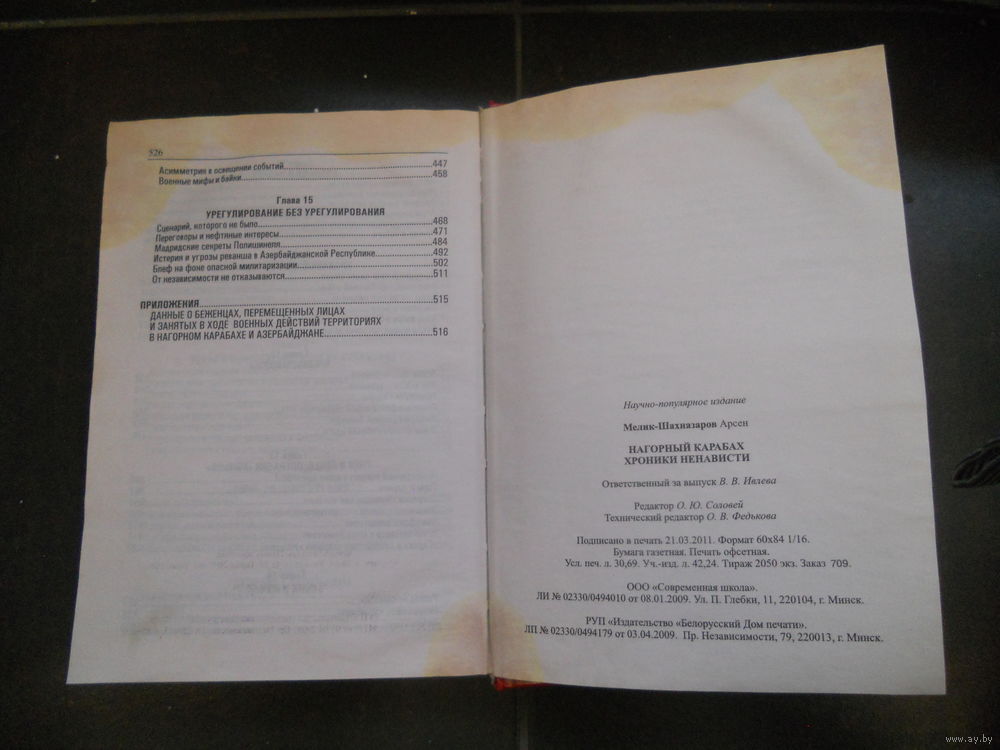 526
Асимметрия в освещении событий....................447
Военные мифы и байки....................458
Глава 15
УРЕГУЛИРОВАНИЕ БЕЗ УРЕГУЛИРОВАНИЯ
Сценарий, которого не было....................468
Переговоры и нефтяные интересы....................471
Мадридские секреты Полишинеля....................484
Истерия и угрозы реванша в Азербайджанской Республике....................492
Блеф на фоне опасной милитаризации....................502
От независимости не отказываются....................511
ПРИЛОЖЕНИЯ....................515
ДАННЫЕ О БЕЖЕНЦАХ, ПЕРЕМЕЩЕННЫХ ЛИЦАХ
И ЗАНЯТЫХ В ХОДЕ ВОЕННЫХ ДЕЙСТВИЙ ТЕРРИТОРИЯХ
В НАГОРНОМ КАРАБАХЕ И АЗЕРБАЙДЖАНЕ....................516
Научно-популярное издание
Мелик-Шахназаров Арсен
НАГОРНЫЙ КАРАБАХ
ХРОНИКИ НЕНАВИСТИ
Ответственный за выпуск В. В. Ивлева
Редактор О. Ю. Соловей
Технический редактор О. В. Федькова
Подписано в печать 21.03.2011. Формат 60х84 1/16.
Бумага газетная. Печать офсетная.
Усл. печ. л. 30,69. Уч.-изд. л. 42,24. Тираж 2050 экз. Заказ 709.
ООО «Современная школа».
ЛИ № 02330/0494010 от 08.01.2009. Ул. П. Глебки, 11, 220104, г. Минск.
РУП «Издательство «Белорусский Дом печати».
ЛП № 02330/0494179 от 03.04.2009. Пр. Независимости, 79, 220013, г. Минск.
www.ay.by